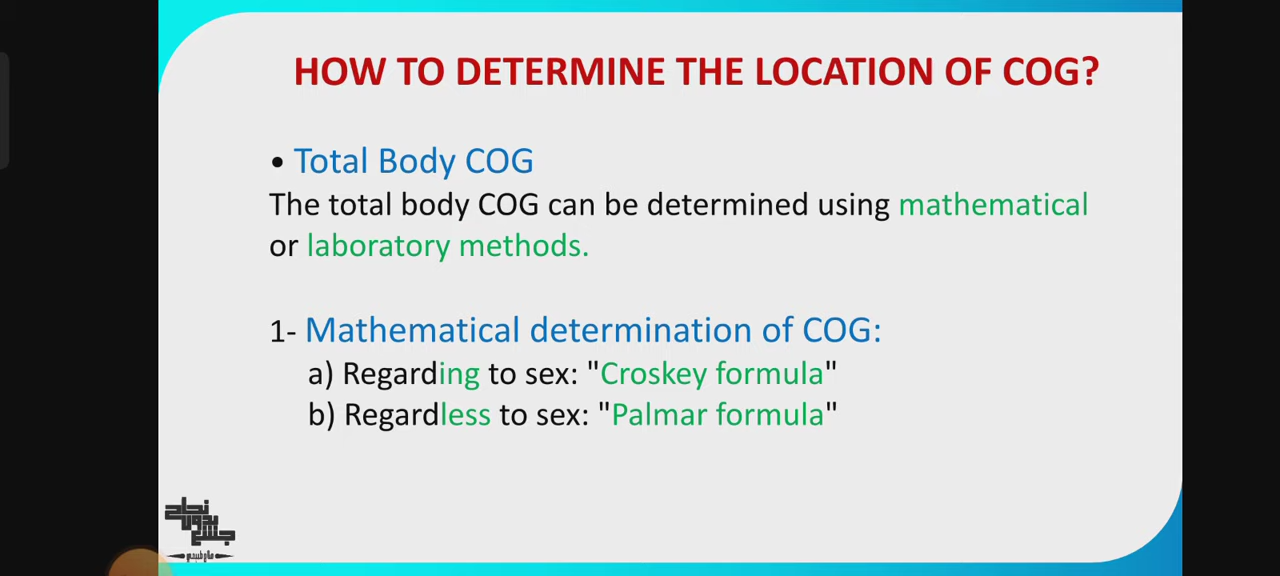 HOW TO DETERMINE THE LOCATION OF COG?
• Total Body COG
The total body COG can be determined using mathematical
or laboratory methods.
1- Mathematical determination of COG:
a) Regarding to sex: "Croskey formula"
b) Regardless to sex: "Palmar formula"